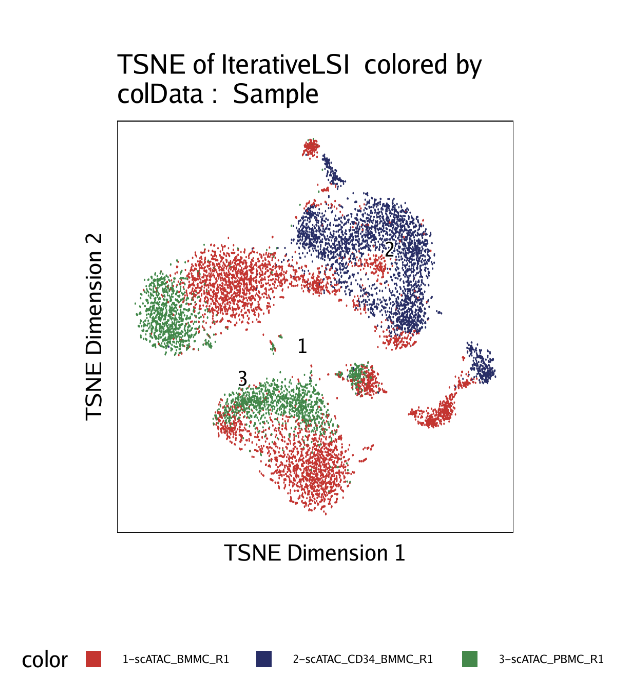 TSNE of IterativeLSI  colored by
colData :  Sample
2
1
3
TSNE Dimension 2
TSNE Dimension 1
color 1-scATAC_BMMC_R1 2-scATAC_CD34_BMMC_R1 3-scATAC_PBMC_R1